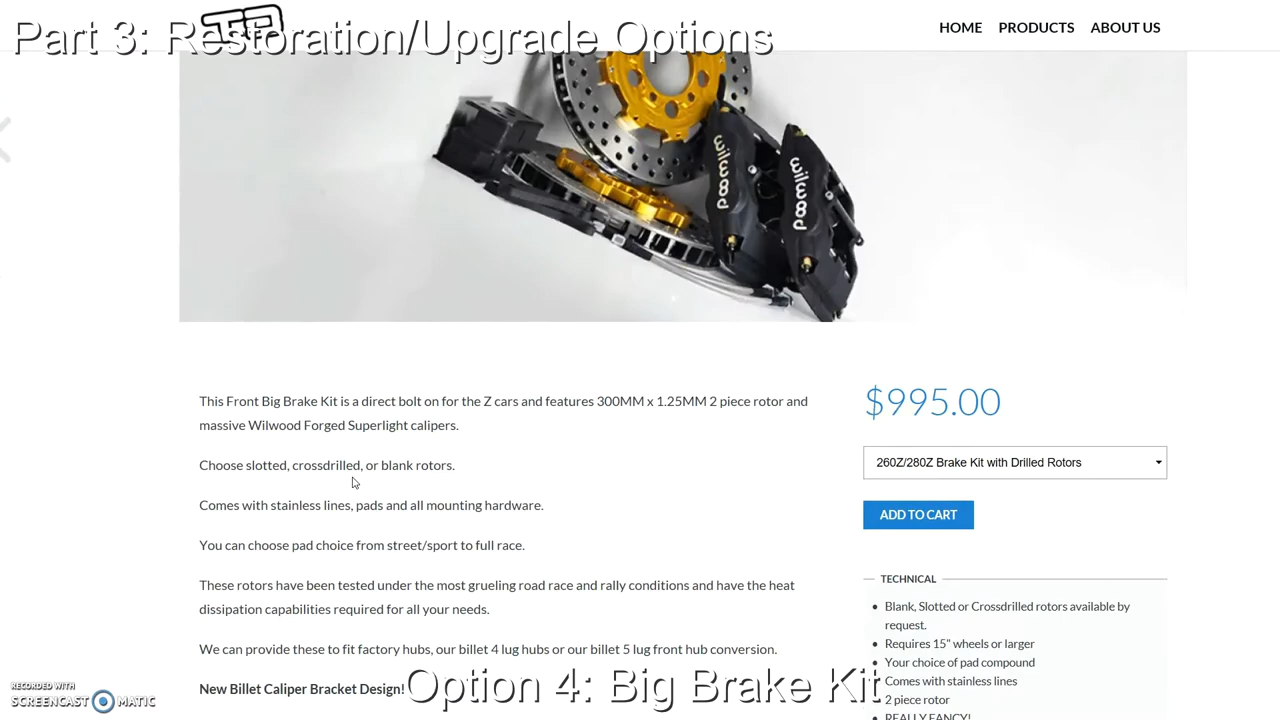 Part 3: Restoration/Upgrade Options
HOME PRODUCTS ABOUT US
wilwood
wilwood
This Front Big Brake Kit is a direct bolt on for the Z cars and features 300MM x 1.25MM 2 piece rotor and
massive Wilwood Forged Superlight calipers.
Choose slotted, crossdrilled, or blank rotors.
Comes with stainless lines, pads and all mounting hardware.
You can choose pad choice from street/sport to full race.
These rotors have been tested under the most grueling road race and rally conditions and have the heat
dissipation capabilities required for all your needs.
We can provide these to fit factory hubs, our billet 4 lug hubs or our billet 5 lug front hub conversion.
New Billet Caliper Bracket Design!
$995.00
260Z/280Z Brake Kit with Drilled Rotors
ADD TO CART
TECHNICAL
Blank, Slotted or Crossdrilled rotors available by
request.
Requires 15" wheels or larger
Your choice of pad compound
Comes with stainless lines
2 piece rotor
REALLY FANCY!
Option 4: Big Brake Kit
RECORDED WITH
SCREENCAST MATIC